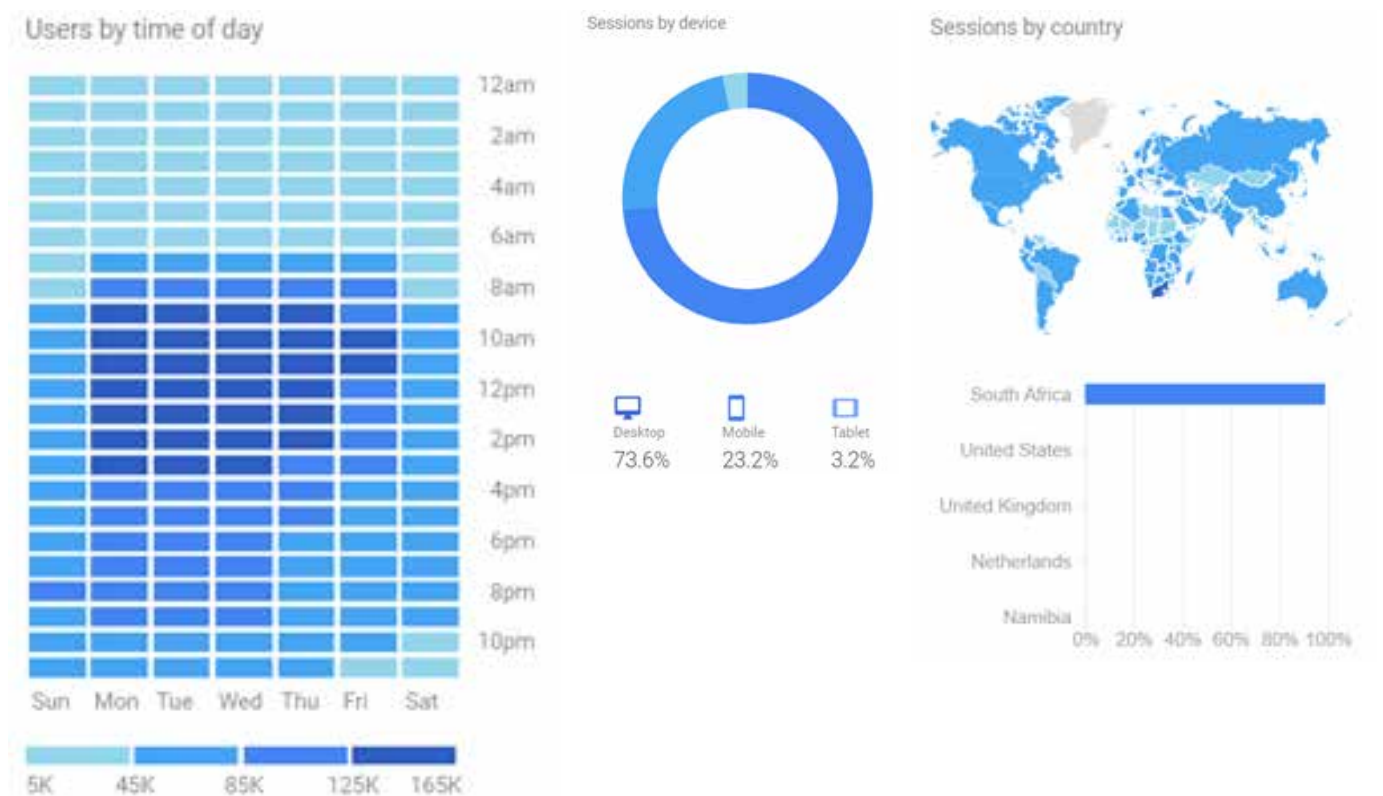 Users by time of day
12am
2am
4am
6am
8am
10am
12pm
2pm
4pm
6pm
8pm
10pm
Sun Mon Tue Wed Thu Fri Sat
5K 45K 85K 125K 165K
Sessions by device
Desktop Mobile Tablet
73.6% 23.2% 3.2%
Sessions by country
South Africa
United States
United Kingdom
Netherlands
Namibia
0% 20% 40% 60% 80% 100%